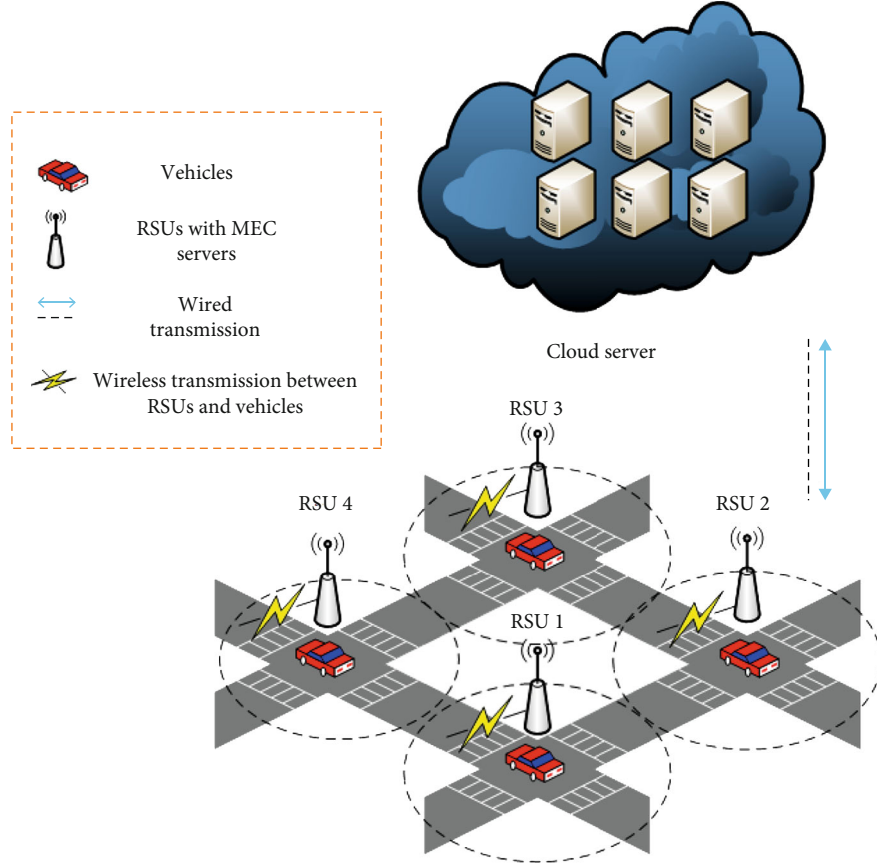 Vehicles
RSUs with MEC
servers
Wired
transmission
Wireless transmission between
RSUs and vehicles
Cloud server
RSU 3
RSU 4
RSU 2
RSU 1